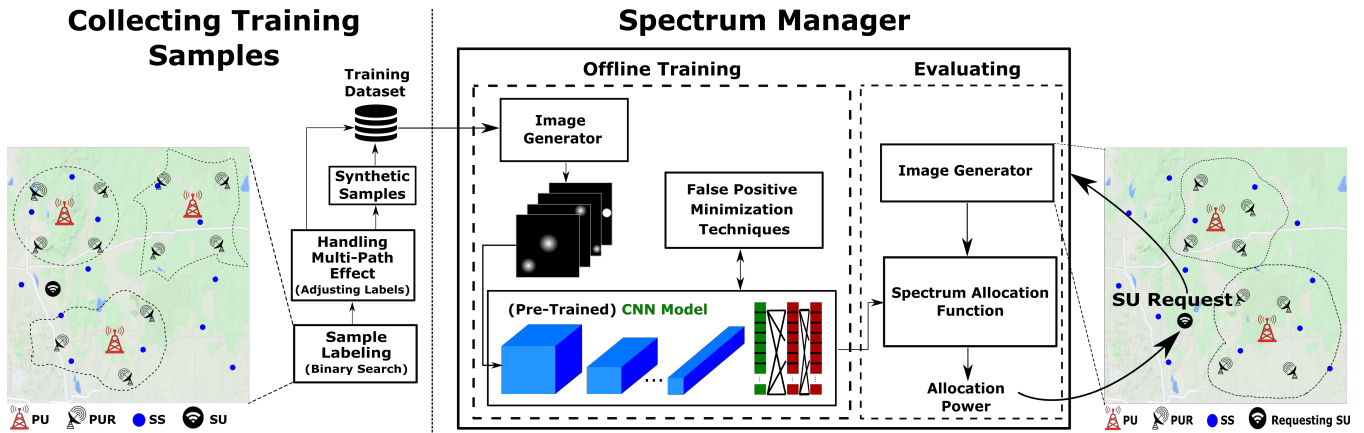 Collecting Training
Samples
Spectrum Manager
Training
Dataset
Synthetic
Samples
Handling
Multi-Path
Effect
(Adjusting Labels)
Sample
Labeling
(Binary Search)
PU
PUR
SS
SU
Offline Training
Image
Generator
False Positive
Minimization
Techniques
(Pre-Trained) CNN Model
Evaluating
Image Generator
Spectrum Allocation
Function
Allocation
Power
SU Request
PU
PUR
SS
Requesting SU